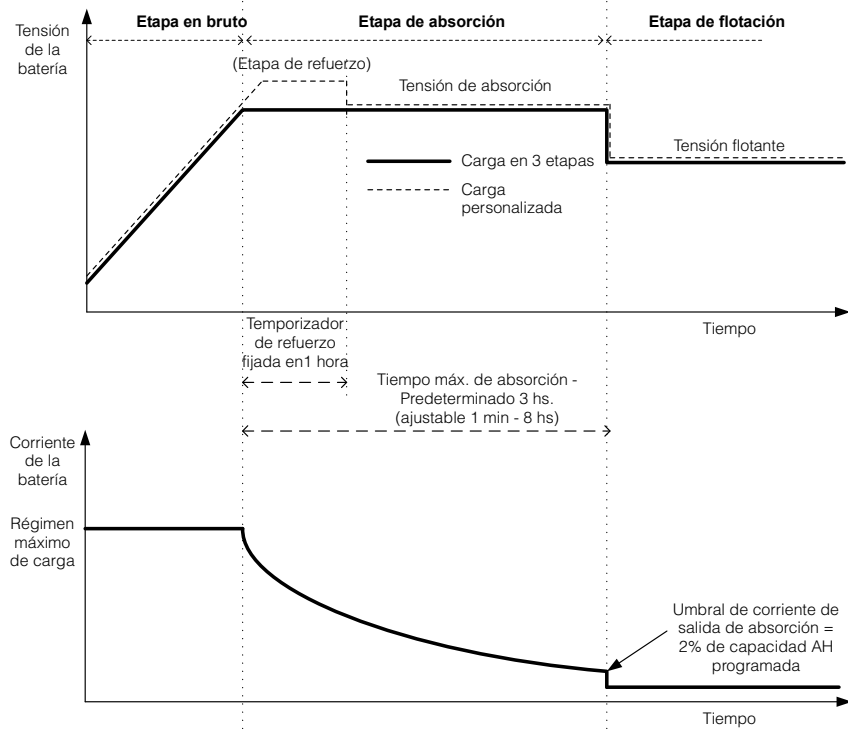 Etapa en bruto
Etapa de absorción
Etapa de flotación
Tensión
de la
batería
(Etapa de refuerzo)
Tensión de absorción
Tensión flotante
Carga en 3 etapas
Carga
personalizada
Tiempo
Temporizador
de refuerzo
fijada en1 hora
Tiempo máx. de absorción -
Predeterminado 3 hs.
(ajustable 1 min - 8 hs)
Corriente
de la
batería
Régimen
máximo
de carga
Umbral de corriente de
salida de absorción =
2% de capacidad AH
programada
Tiempo